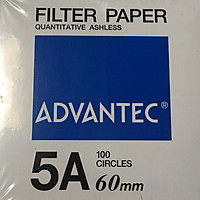 FILTER PAPER
QUANTITATIVE ASHLESS
ADVANTEC®
5A 100 CIRCLES 60mm